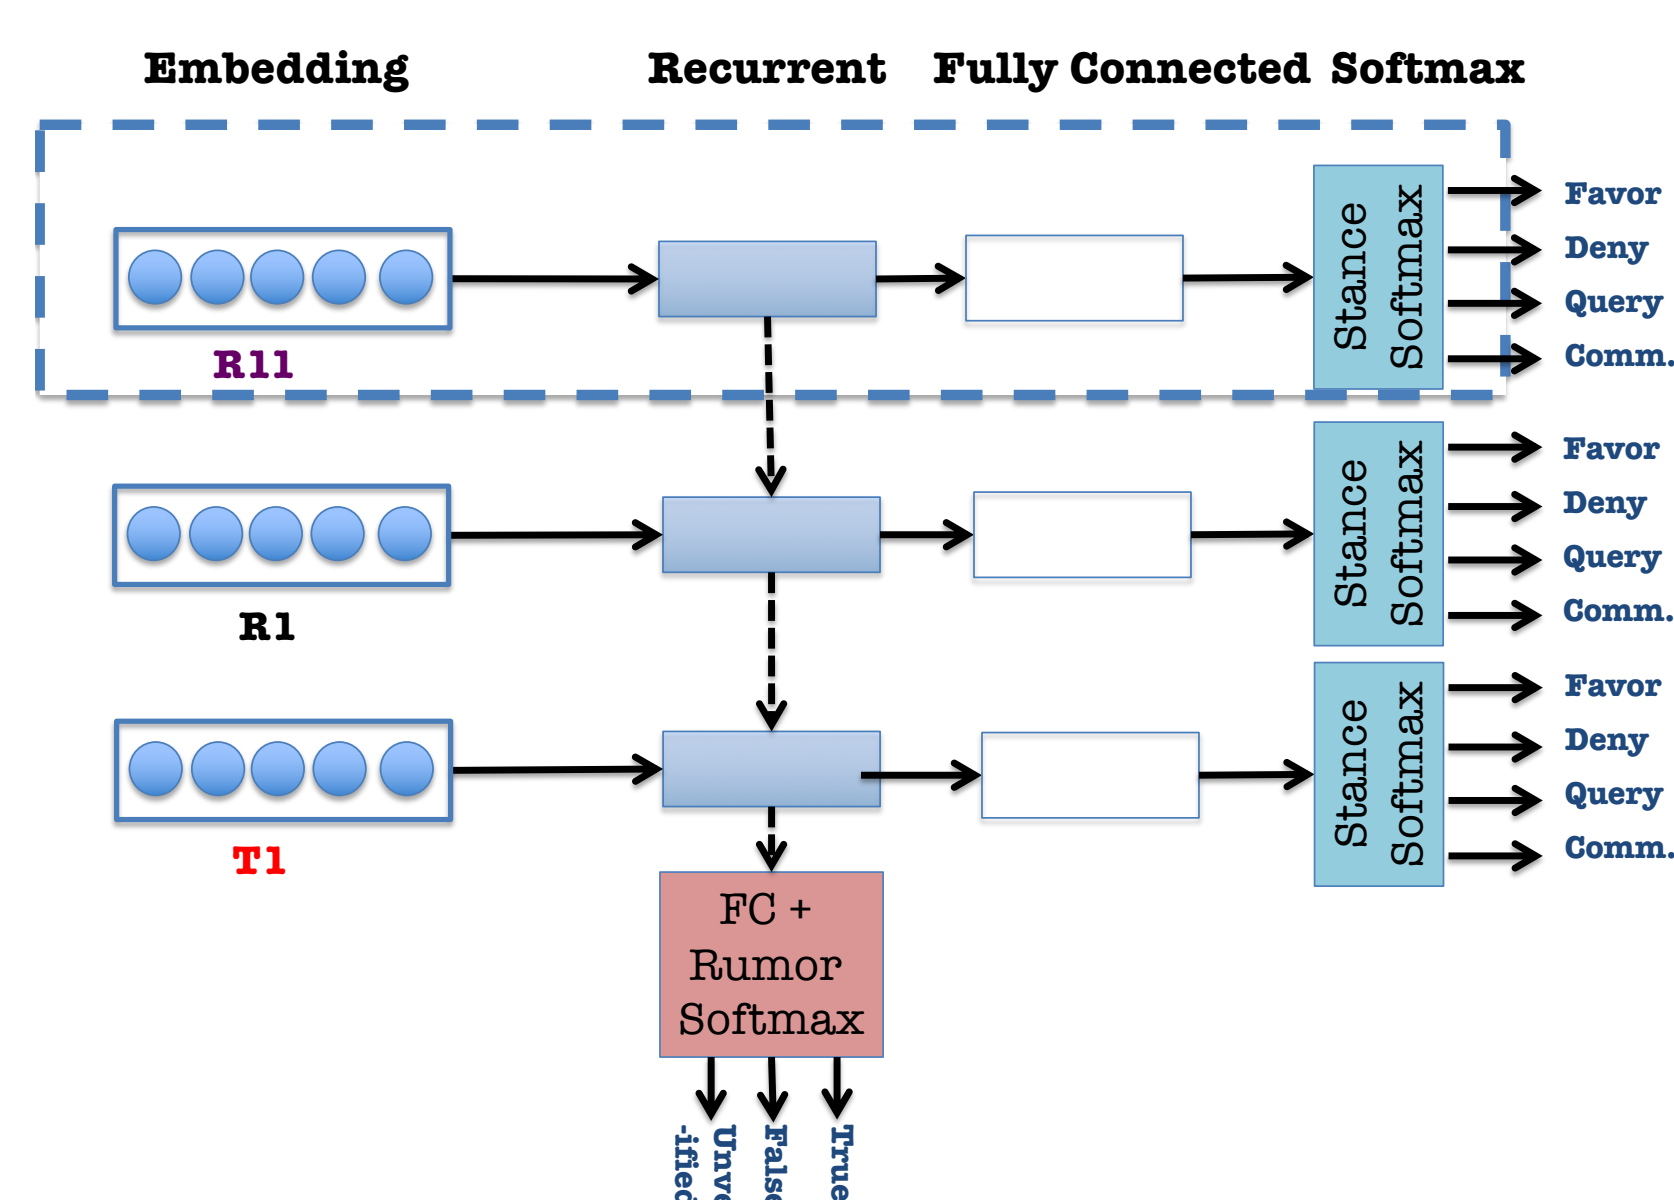 Embedding Recurrent Fully Connected Softmax
Stance
Softmax
Favor
Deny
Query
Comm.
R11
Stance
Softmax
Favor
Deny
Query
Comm.
R1
Stance
Softmax
Favor
Deny
Query
Comm.
T1
FC +
Rumor
Softmax
True
False